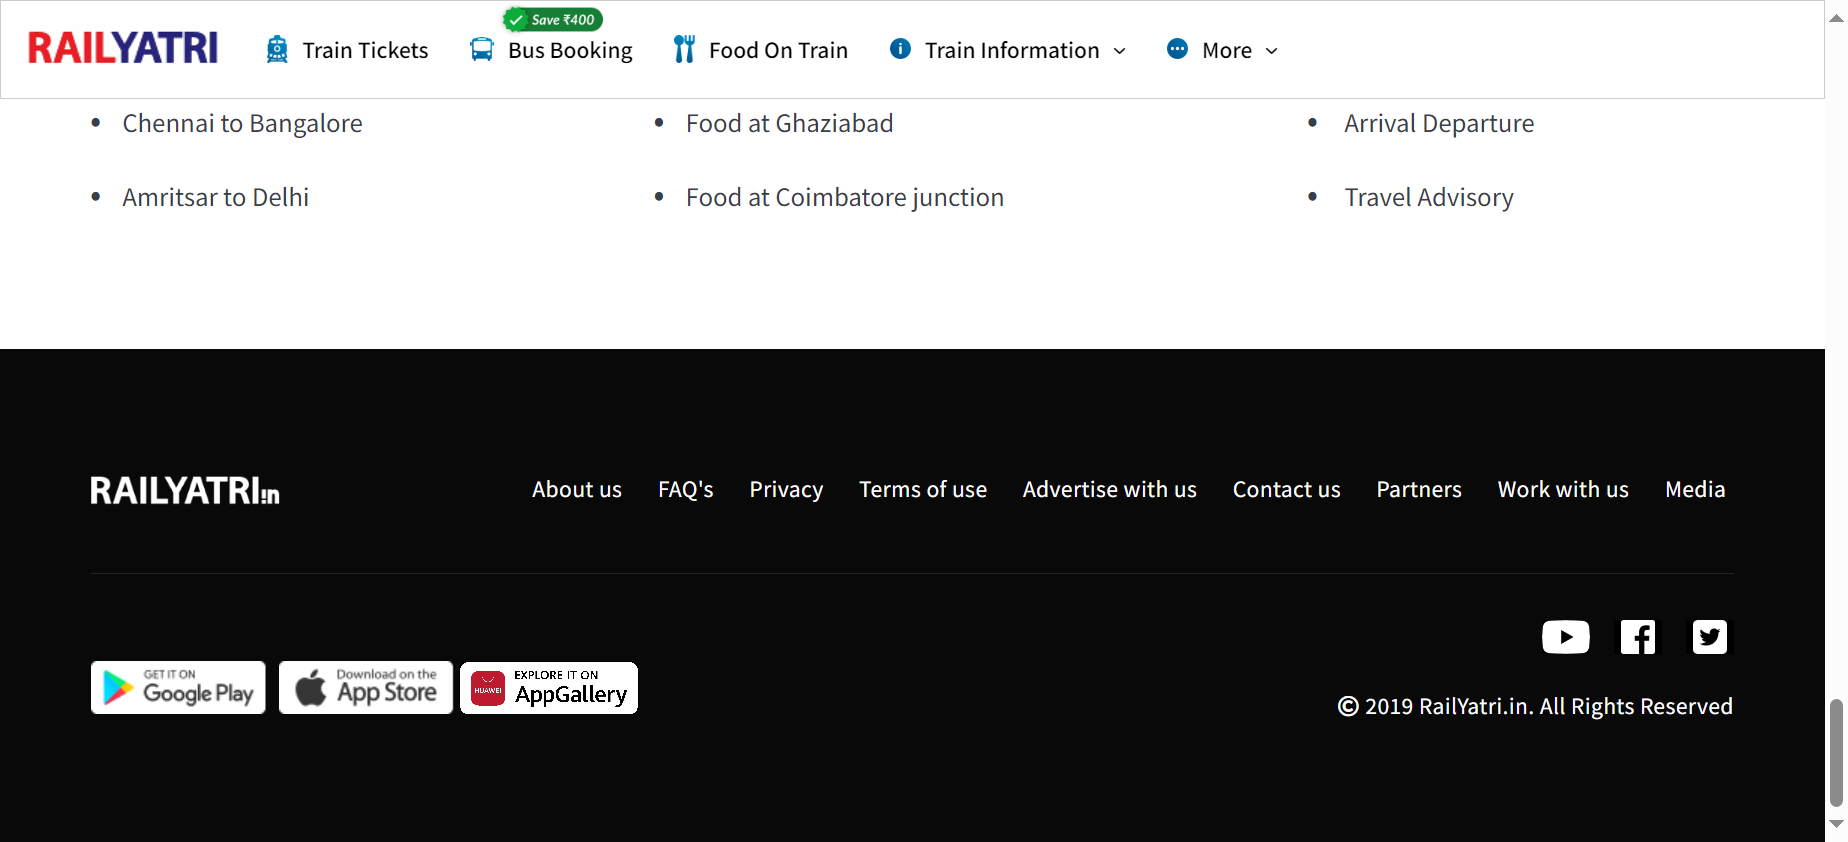 RAILYATRI
Train Tickets
Save ₹400
Bus Booking
Food On Train
Train Information
More
Chennai to Bangalore
Food at Ghaziabad
Arrival Departure
Amritsar to Delhi
Food at Coimbatore junction
Travel Advisory
RAILYATRI.in
About us
FAQ's
Privacy
Terms of use
Advertise with us
Contact us
Partners
Work with us
Media
GET IT ON
Google Play
Download on the
App Store
HUAWEI
EXPLORE IT ON
AppGallery
© 2019 RailYatri.in. All Rights Reserved